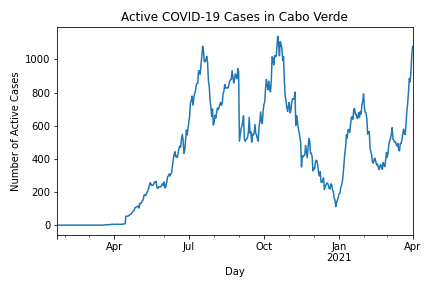 Active COVID-19 Cases in Cabo Verde
Number of Active Cases
1000
800
600
400
200
0
Apr
Jul
Oct
Jan
2021
Apr
Day